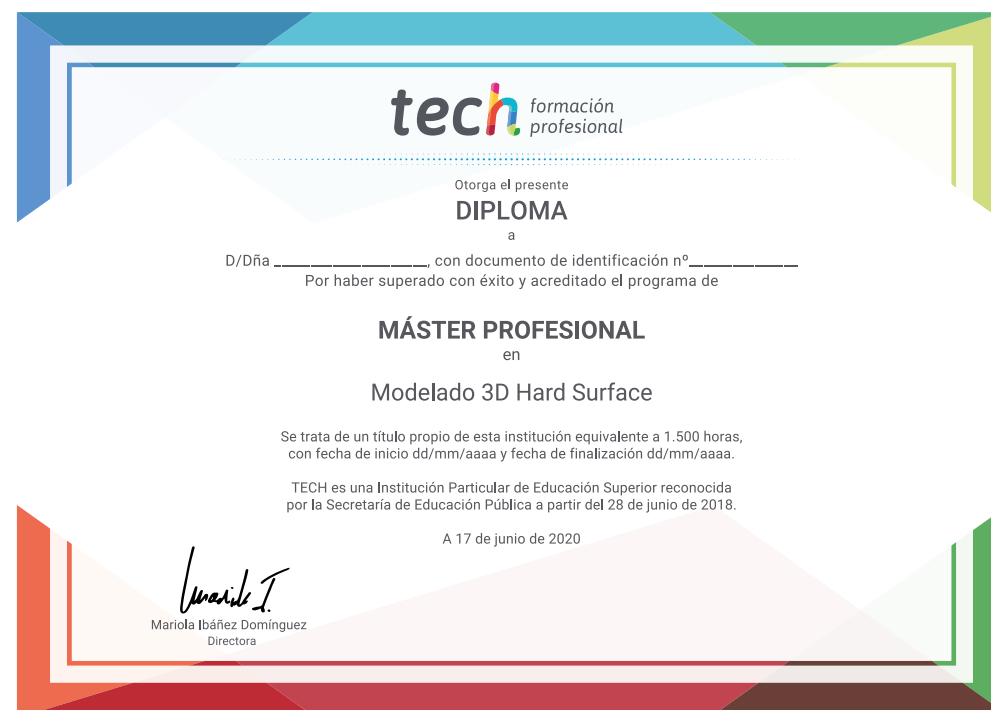 tech formación
profesional
Otorga el presente
DIPLOMA
a
D/Dña ____________________, con documento de identificación nº______________
Por haber superado con éxito y acreditado el programa de
MÁSTER PROFESIONAL
en
Modelado 3D Hard Surface
Se trata de un título propio de esta institución equivalente a 1.500 horas,
con fecha de inicio dd/mm/aaaa y fecha de finalización dd/mm/aaaa.
TECH es una Institución Particular de Educación Superior reconocida
por la Secretaría de Educación Pública a partir del 28 de junio de 2018.
A 17 de junio de 2020
Mariola Ibáñez Domínguez
Directora